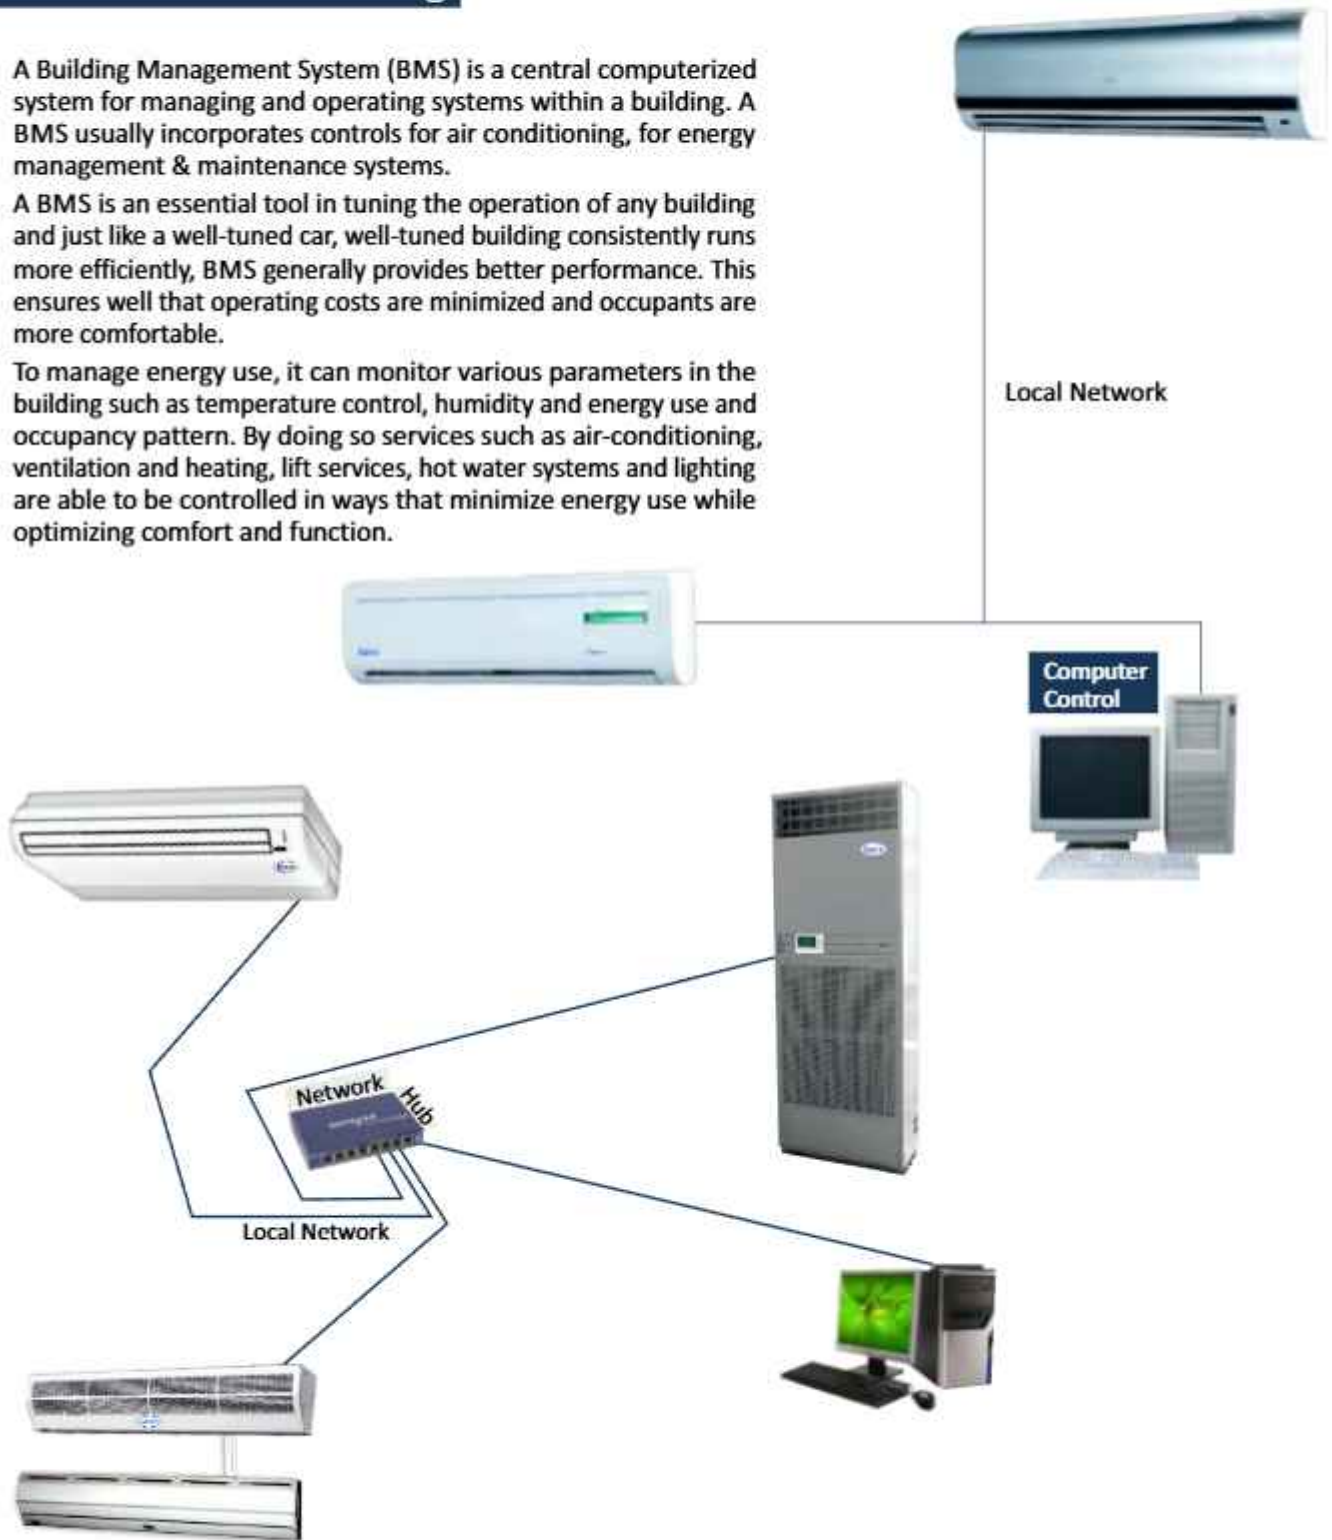 A Building Management System (BMS) is a central computerized
system for managing and operating systems within a building. A
BMS usually incorporates controls for air conditioning, for energy
management & maintenance systems.
A BMS is an essential tool in tuning the operation of any building
and just like a well-tuned car, well-tuned building consistently runs
more efficiently, BMS generally provides better performance. This
ensures well that operating costs are minimized and occupants are
more comfortable.
To manage energy use, it can monitor various parameters in the
building such as temperature control, humidity and energy use and
occupancy pattern. By doing so services such as air-conditioning,
ventilation and heating, lift services, hot water systems and lighting
are able to be controlled in ways that minimize energy use while
optimizing comfort and function.
Local Network
Computer
Control
Network
Hub
Local Network